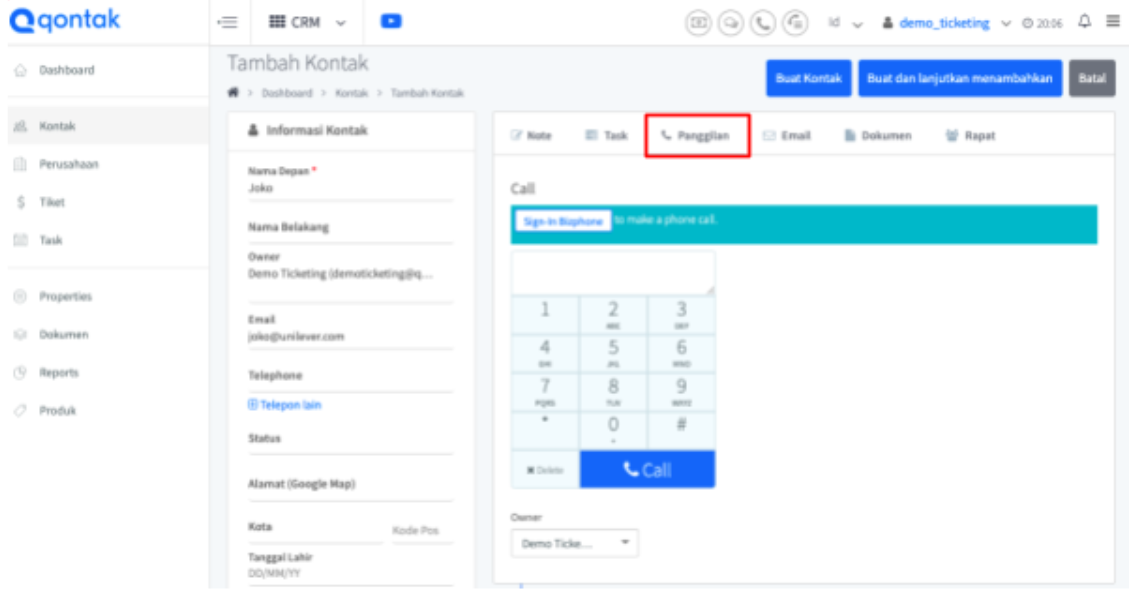 qontak
CRM
Id
demo_ticketing
20:06
Dashboard
Kontak
Perusahaan
Tiket
Task
Properties
Dokumen
Reports
Produk
Tambah Kontak
> Dashboard > Kontak > Tambah Kontak
Buat Kontak
Buat dan lanjutkan menambahkan
Batal
Informasi Kontak
Nama Depan *
Joko
Nama Belakang
Owner
Demo Ticketing (demoticketing@q....
Email
joko@unilever.com
Telephone
Telepon lain
Status
Alamat (Google Map)
Kota
Kode Pos
Tanggal Lahir
DD/MM/YY
Note
Task
Panggilan
Email
Dokumen
Rapat
Call
Sign-In Bizphone to make a phone call.
1 2 3
ABC DEF
4 5 6
GHI JKL MNO
7 8 9
PQRS TUV WXYZ
* 0 #
+
Delete
Call
Owner
Demo Ticke....